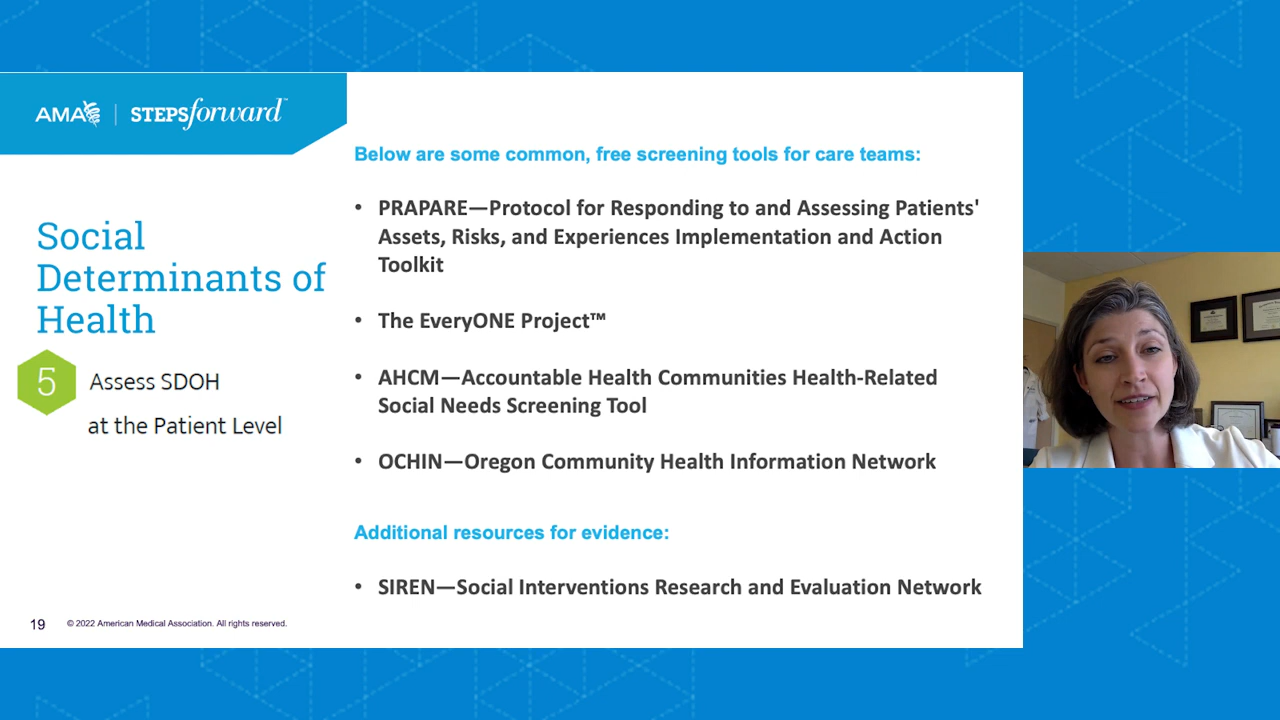 AMA | STEPSforward™
Social
Determinants of
Health
5
Assess SDOH
at the Patient Level
Below are some common, free screening tools for care teams:
• PRAPARE—Protocol for Responding to and Assessing Patients'
Assets, Risks, and Experiences Implementation and Action
Toolkit
• The EveryONE Project™
• AHCM—Accountable Health Communities Health-Related
Social Needs Screening Tool
• OCHIN—Oregon Community Health Information Network
Additional resources for evidence:
• SIREN—Social Interventions Research and Evaluation Network
19
© 2022 American Medical Association. All rights reserved.